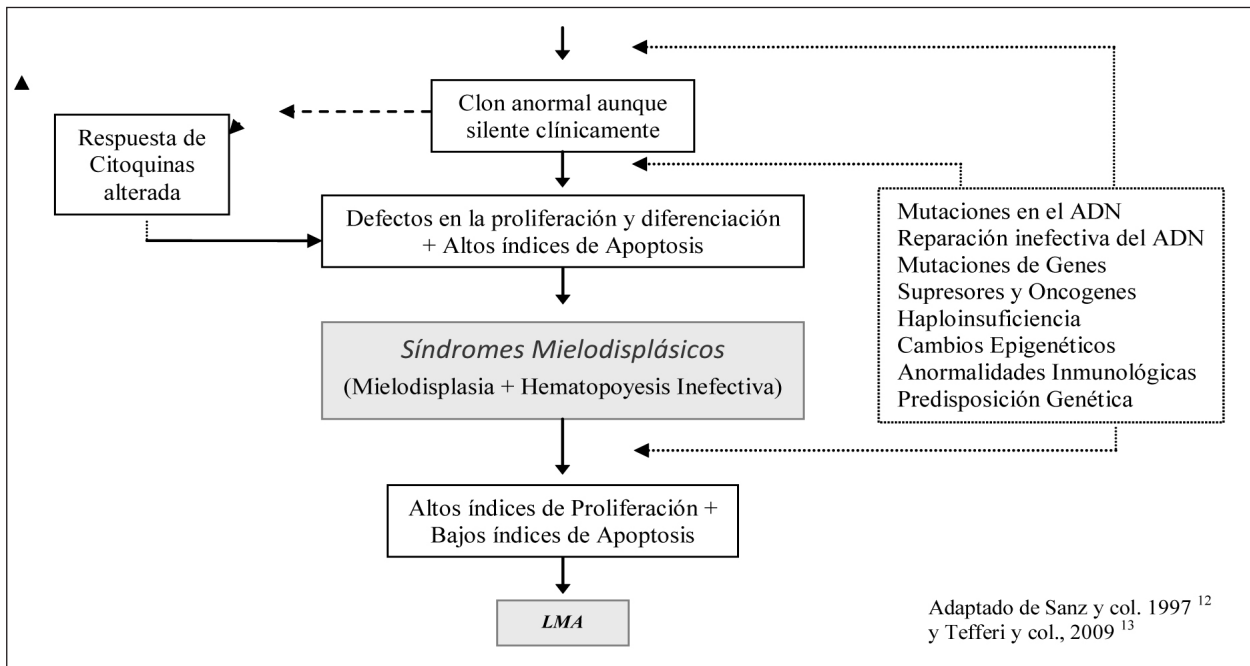 Clon anormal aunque
silente clínicamente
Respuesta de
Citoquinas
alterada
Defectos en la proliferación y diferenciación
+ Altos índices de Apoptosis
Mutaciones en el ADN
Reparación inefectiva del ADN
Mutaciones de Genes
Supresores y Oncogenes
Haploinsuficiencia
Cambios Epigenéticos
Anormalidades Inmunológicas
Predisposición Genética
Síndromes Mielodisplásicos
(Mielodisplasia + Hematopoyesis Inefectiva)
Altos índices de Proliferación +
Bajos índices de Apoptosis
LMA
Adaptado de Sanz y col. 1997 12
y Tefferi y col., 2009 13